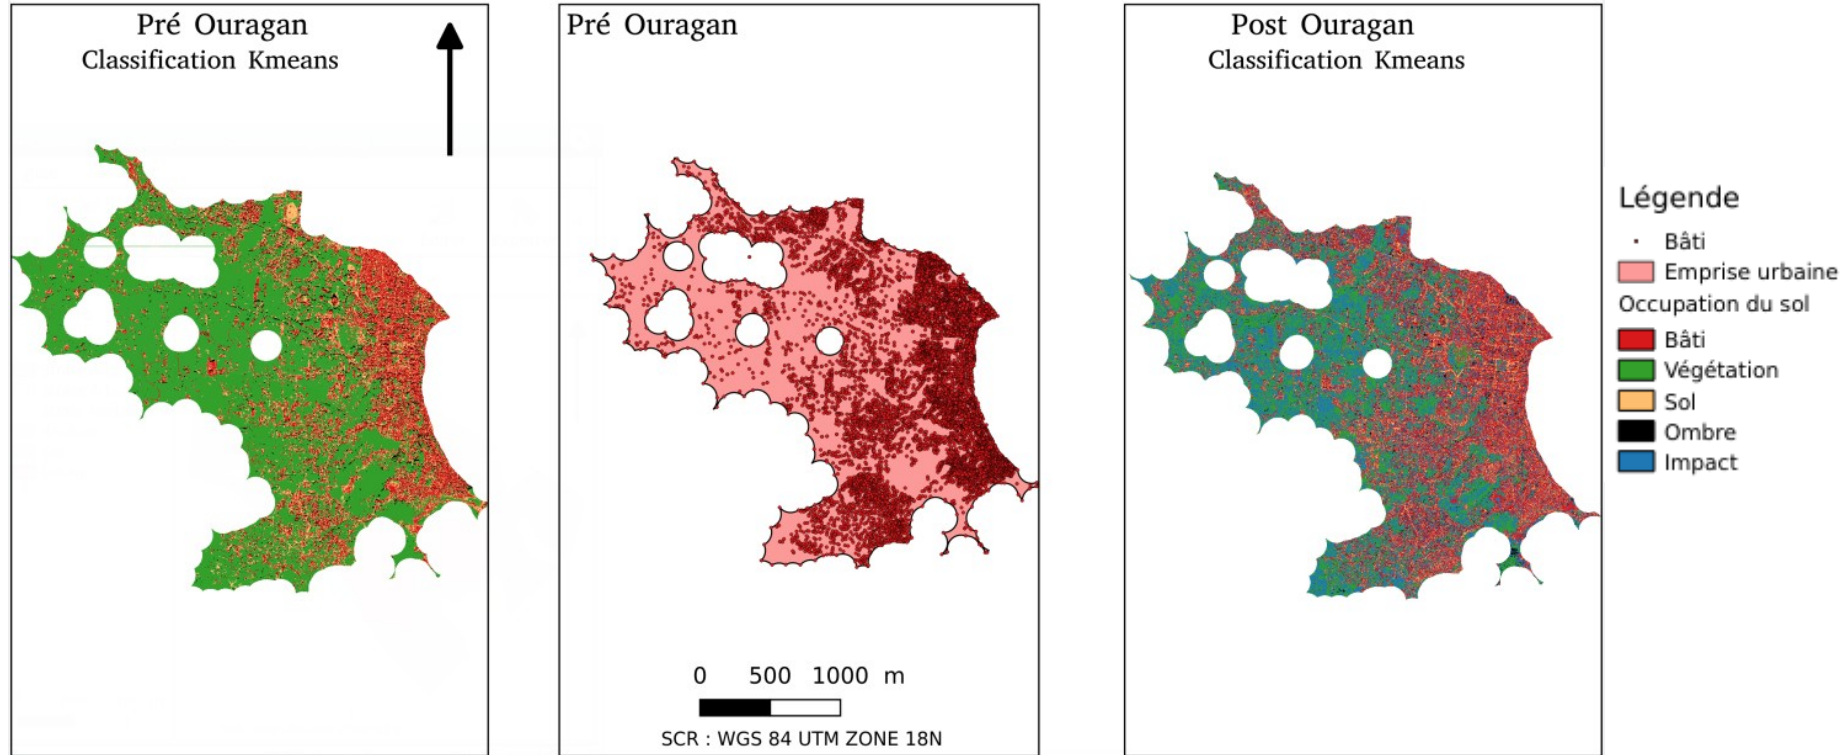 Pré Ouragan
Classification Kmeans
Pré Ouragan
0 500 1000 m
SCR : WGS 84 UTM ZONE 18N
Post Ouragan
Classification Kmeans
Légende
Bâti
Emprise urbaine
Occupation du sol
Bâti
Végétation
Sol
Ombre
Impact